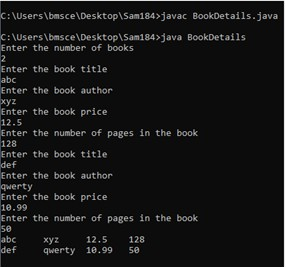 C:\Users\bmsce\Desktop\Sam184>javac BookDetails.java
C:\Users\bmsce\Desktop\Sam184>java BookDetails
Enter the number of books
2
Enter the book title
abc
Enter the book author
xyz
Enter the book price
12.5
Enter the number of pages in the book
128
Enter the book title
def
Enter the book author
qwerty
Enter the book price
10.99
Enter the number of pages in the book
50
abc xyz 12.5 128
def qwerty 10.99 50